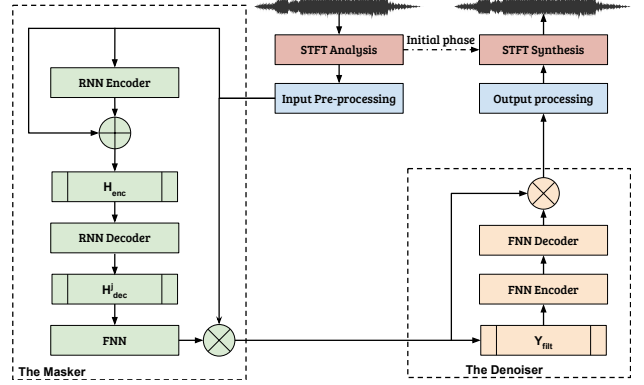 STFT Analysis
Initial phase
STFT Synthesis
Input Pre-processing
Output processing
RNN Encoder
H_enc
RNN Decoder
H^j_dec
FNN
The Masker
FNN Decoder
FNN Encoder
Y_filt
The Denoiser